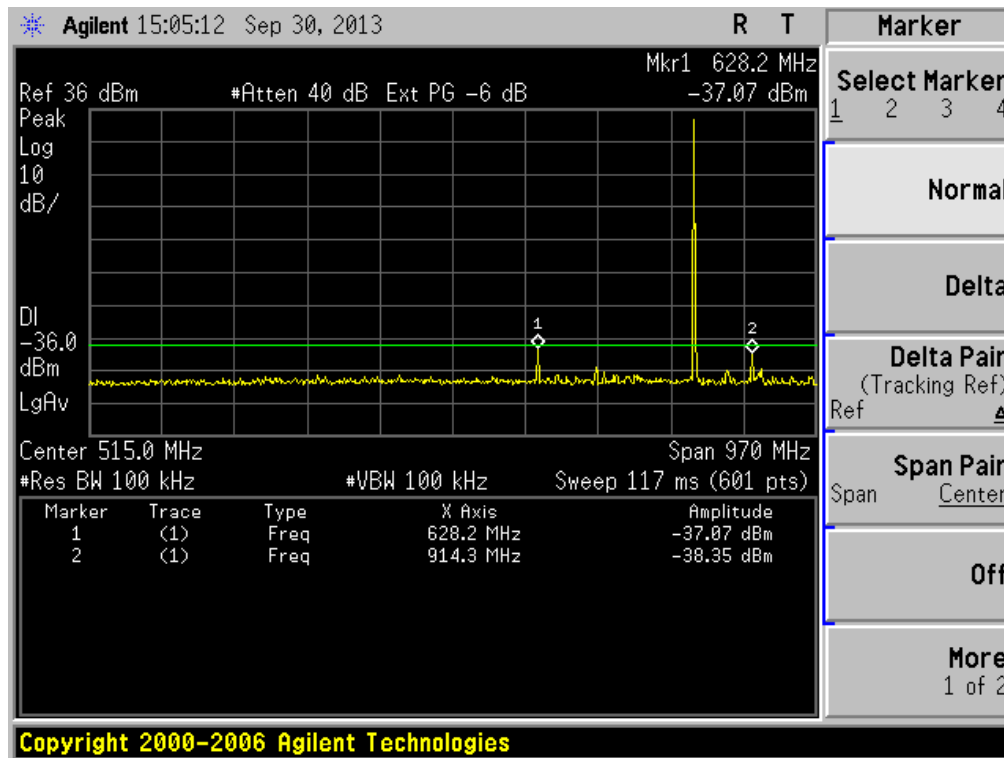 Agilent 15:05:12 Sep 30, 2013 R T
Mkr1 628.2 MHz
Ref 36 dBm #Atten 40 dB Ext PG -6 dB -37.07 dBm
Peak
Log
10
dB/
DI
-36.0
dBm
LgAv
1
2
Center 515.0 MHz Span 970 MHz
#Res BW 100 kHz #VBW 100 kHz Sweep 117 ms (601 pts)
Marker Trace Type X Axis Amplitude
1 (1) Freq 628.2 MHz -37.07 dBm
2 (1) Freq 914.3 MHz -38.35 dBm
Marker
Select Marker
1 2 3 4
Normal
Delta
Delta Pair
(Tracking Ref)
Ref Δ
Span Pair
Span Center
Off
More
1 of 2
Copyright 2000-2006 Agilent Technologies